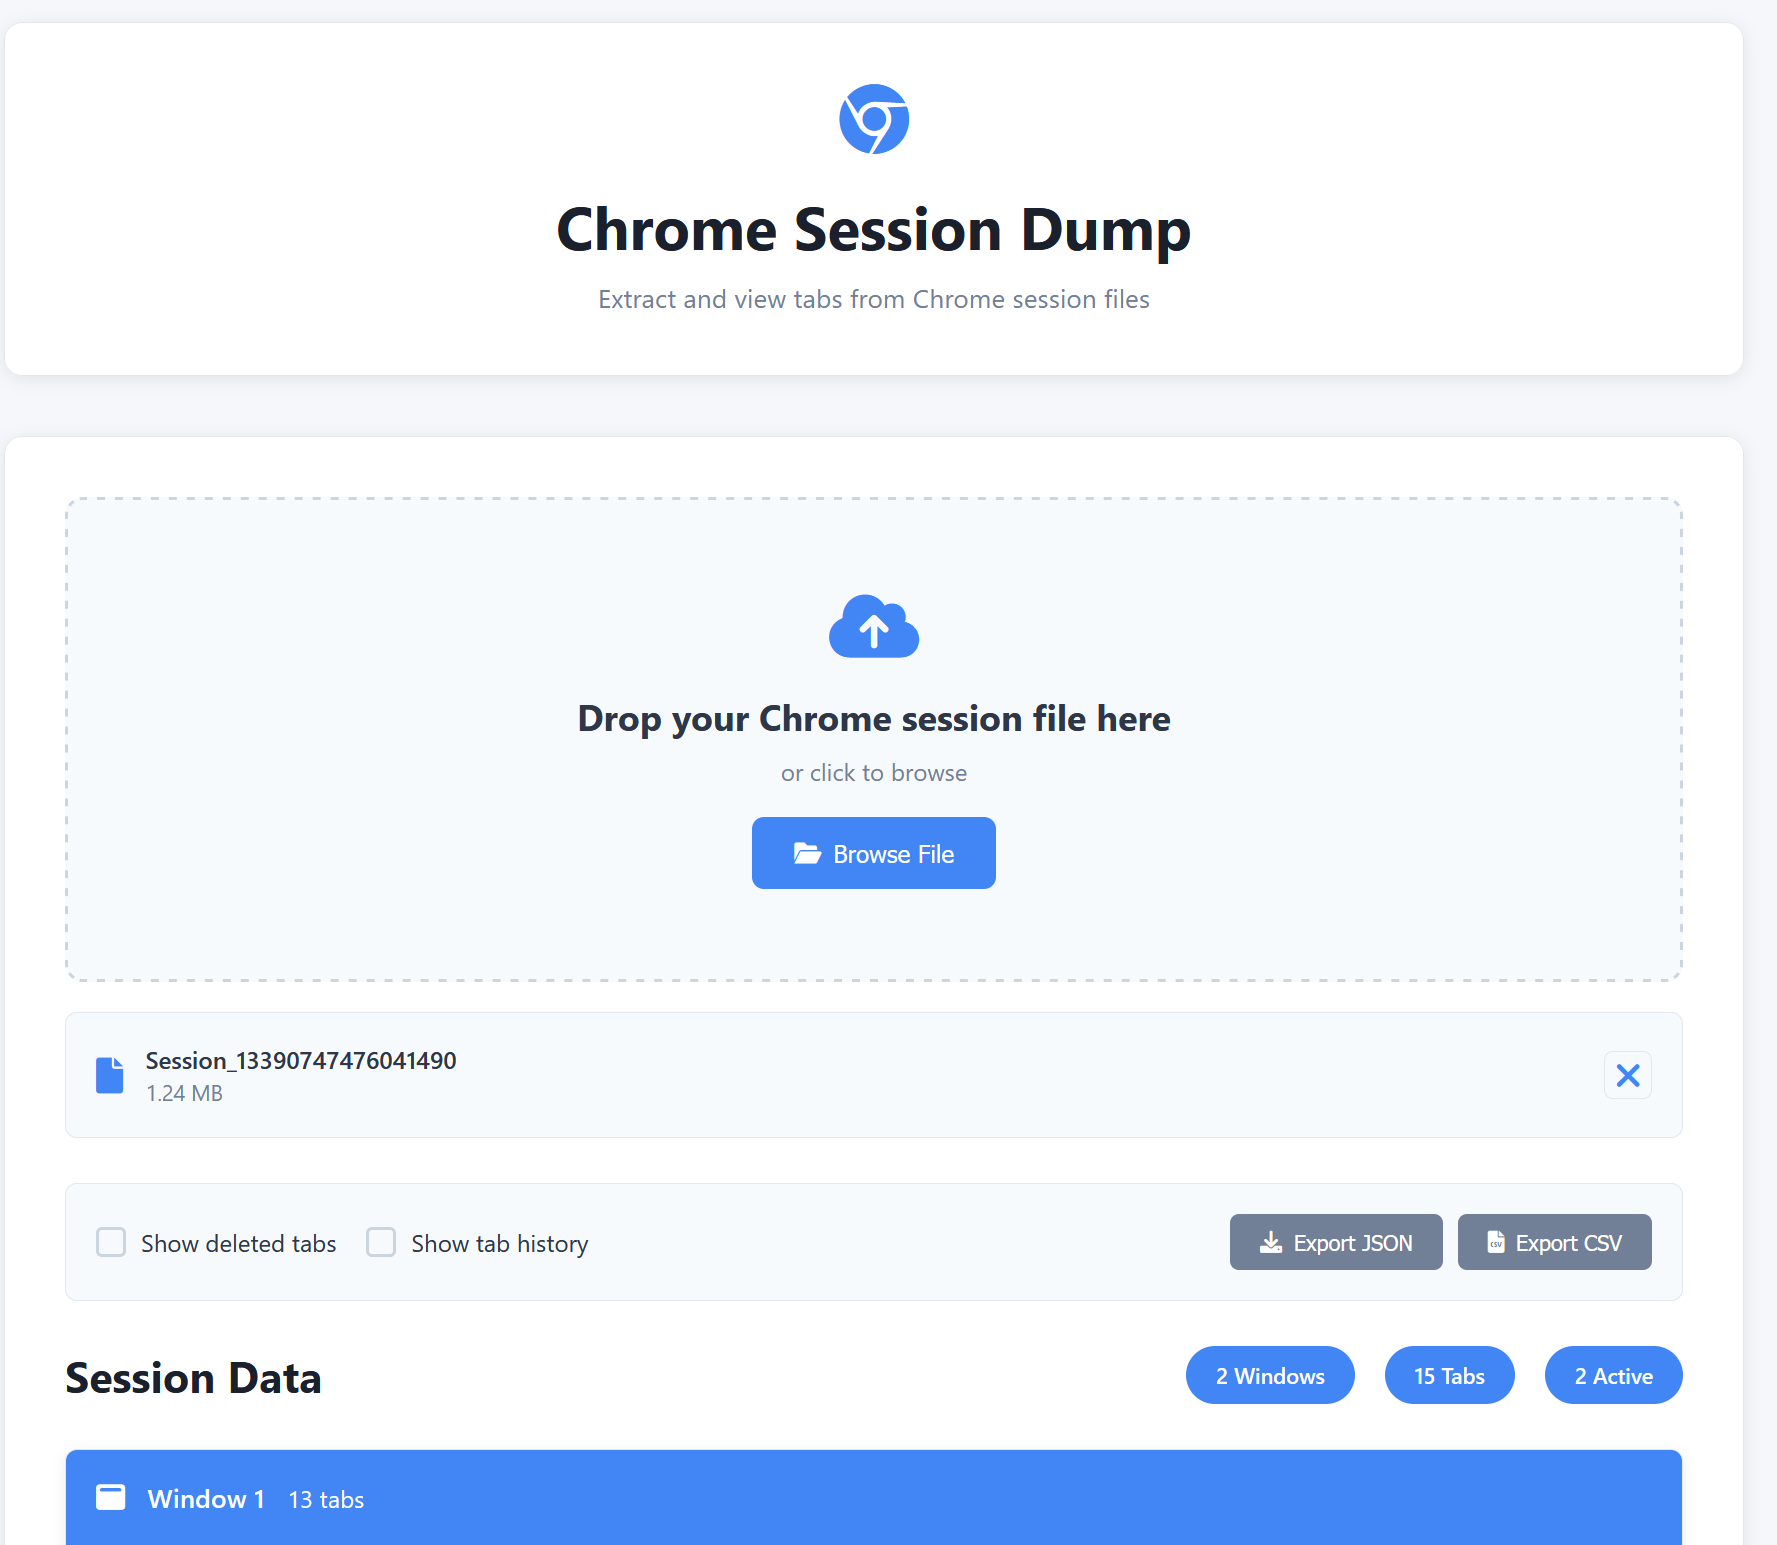 Chrome Session Dump
Extract and view tabs from Chrome session files
Drop your Chrome session file here
or click to browse
Browse File
Session_13390747476041490
1.24 MB
Show deleted tabs
Show tab history
Export JSON
CSV
Export CSV
Session Data
2 Windows
15 Tabs
2 Active
Window 1
13 tabs